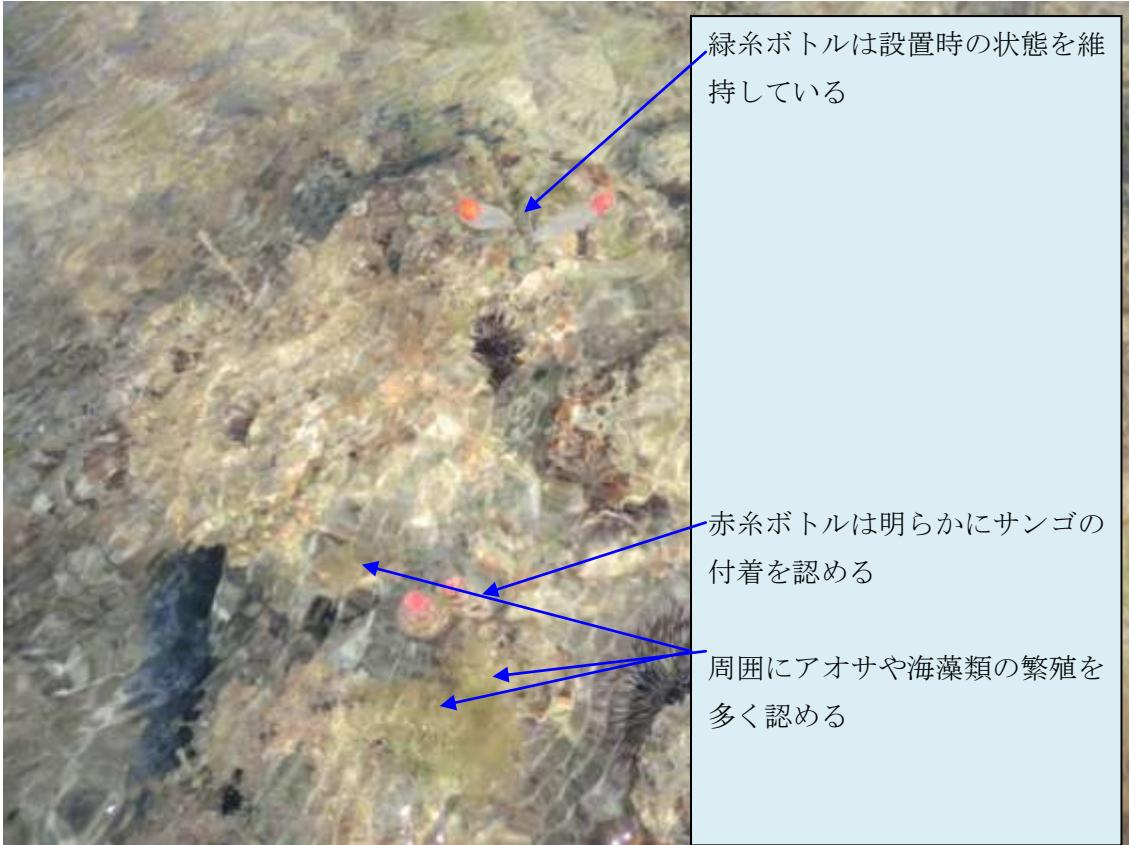 緑糸ボトルは設置時の状態を維
持している
赤糸ボトルは明らかにサンゴの
付着を認める
周囲にアオサや海藻類の繁殖を
多く認める